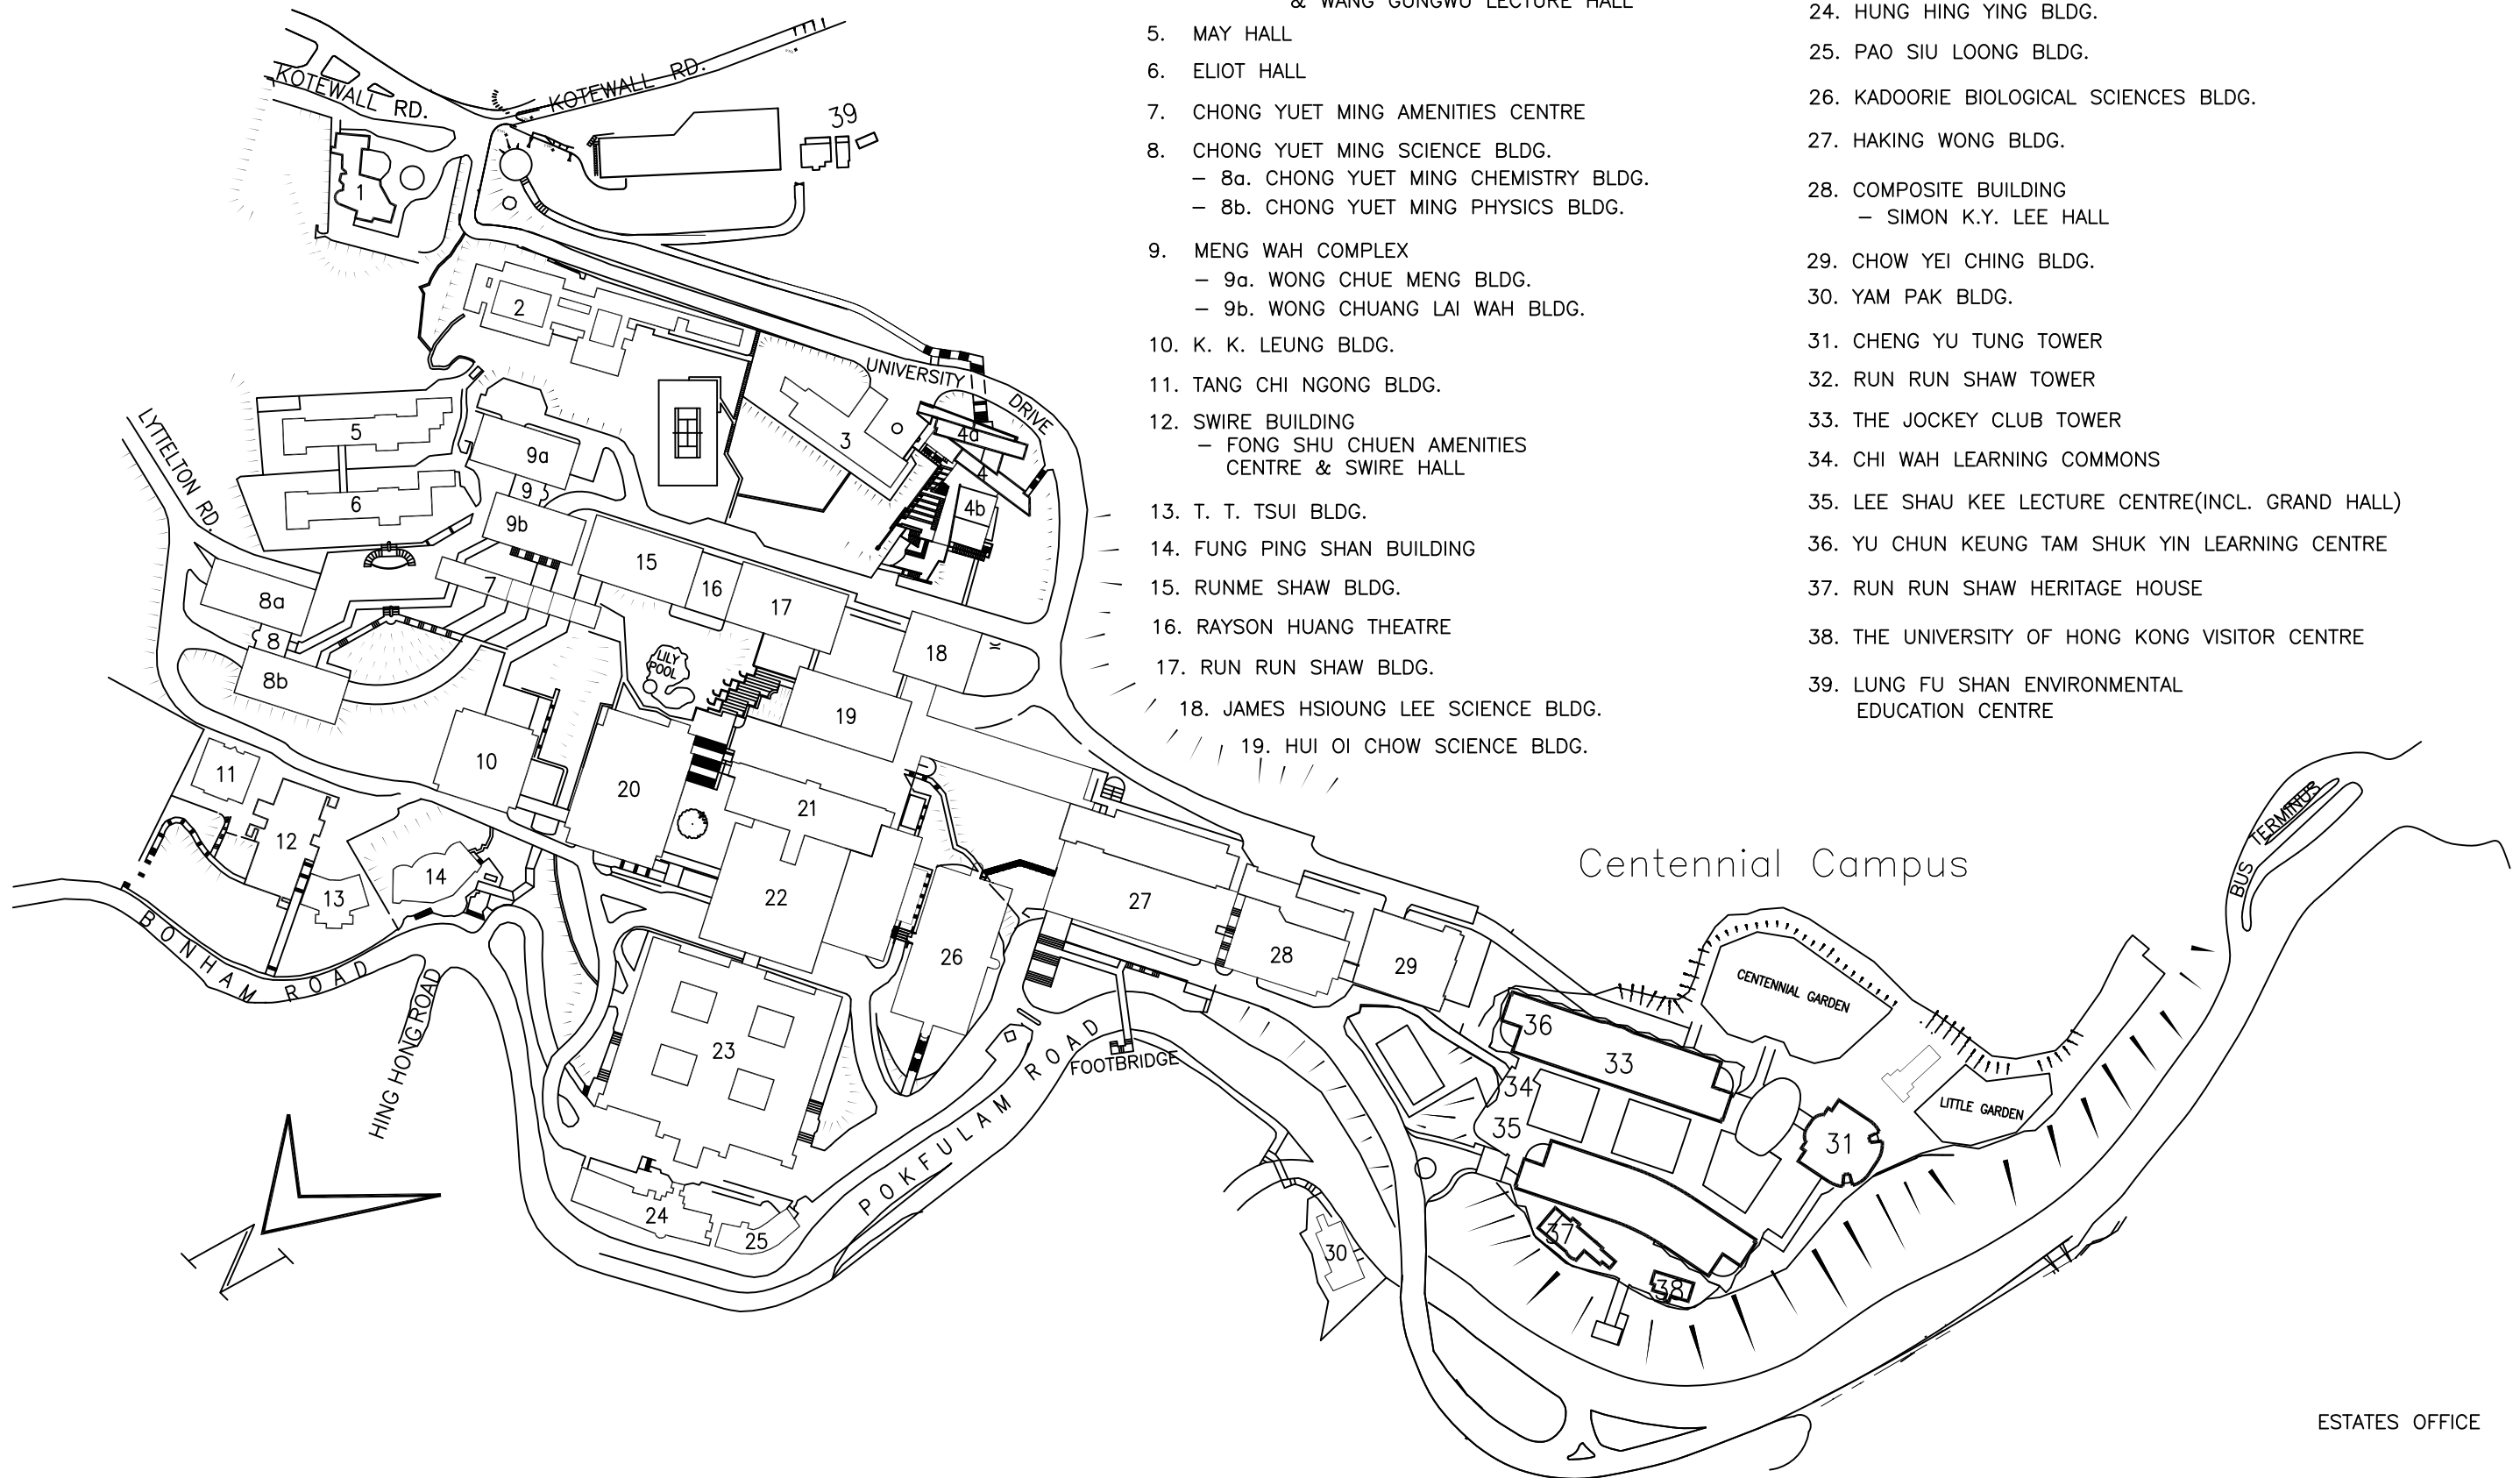 & WANG GUNGWU LECTURE HALL
5. MAY HALL
6. ELIOT HALL
7. CHONG YUET MING AMENITIES CENTRE
8. CHONG YUET MING SCIENCE BLDG.
– 8a. CHONG YUET MING CHEMISTRY BLDG.
– 8b. CHONG YUET MING PHYSICS BLDG.
9. MENG WAH COMPLEX
– 9a. WONG CHUE MENG BLDG.
– 9b. WONG CHUANG LAI WAH BLDG.
10. K. K. LEUNG BLDG.
11. TANG CHI NGONG BLDG.
12. SWIRE BUILDING
– FONG SHU CHUEN AMENITIES
CENTRE & SWIRE HALL
13. T. T. TSUI BLDG.
14. FUNG PING SHAN BUILDING
15. RUNME SHAW BLDG.
16. RAYSON HUANG THEATRE
17. RUN RUN SHAW BLDG.
18. JAMES HSIOUNG LEE SCIENCE BLDG.
19. HUI OI CHOW SCIENCE BLDG.
24. HUNG HING YING BLDG.
25. PAO SIU LOONG BLDG.
26. KADOORIE BIOLOGICAL SCIENCES BLDG.
27. HAKING WONG BLDG.
28. COMPOSITE BUILDING
– SIMON K.Y. LEE HALL
29. CHOW YEI CHING BLDG.
30. YAM PAK BLDG.
31. CHENG YU TUNG TOWER
32. RUN RUN SHAW TOWER
33. THE JOCKEY CLUB TOWER
34. CHI WAH LEARNING COMMONS
35. LEE SHAU KEE LECTURE CENTRE(INCL. GRAND HALL)
36. YU CHUN KEUNG TAM SHUK YIN LEARNING CENTRE
37. RUN RUN SHAW HERITAGE HOUSE
38. THE UNIVERSITY OF HONG KONG VISITOR CENTRE
39. LUNG FU SHAN ENVIRONMENTAL
EDUCATION CENTRE
KOTEWALL RD.
KOTEWALL RD.
39
1
2
UNIVERSITY DRIVE
3
4a
4
4b
LYTTELTON RD.
5
6
9a
9
9b
7
8a
8
8b
15
16
17
18
LILY
POOL
19
10
20
21
11
12
13
14
22
26
27
28
29
23
24
25
BONHAM ROAD
HING HONG ROAD
POKFULAM ROAD
FOOTBRIDGE
Centennial Campus
BUS TERMINUS
CENTENNIAL GARDEN
LITTLE GARDEN
36
33
34
35
31
37
38
30
N
ESTATES OFFICE